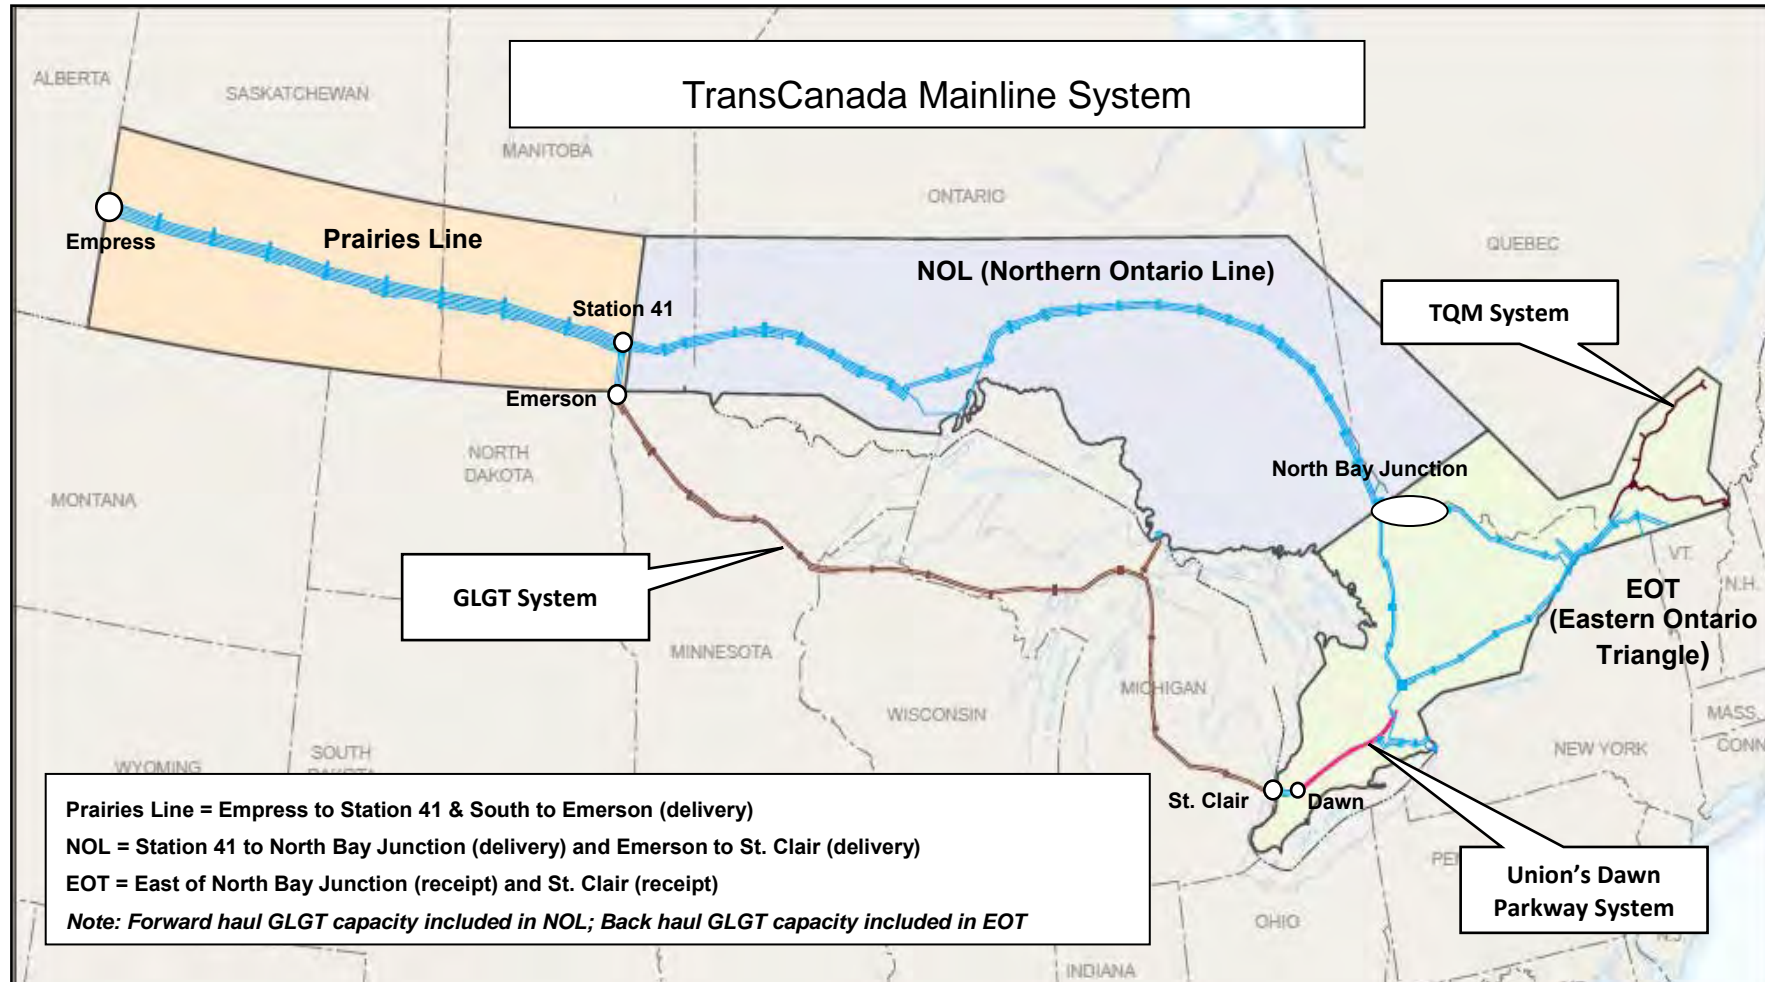 TransCanada Mainline System
ALBERTA
SASKATCHEWAN
MANITOBA
ONTARIO
QUEBEC
Empress
Prairies Line
NOL (Northern Ontario Line)
TQM System
Station 41
Emerson
North Bay Junction
NORTH
DAKOTA
MONTANA
GLGT System
VT.
N.H.
EOT
(Eastern Ontario
Triangle)
MINNESOTA
MICHIGAN
WISCONSIN
MASS.
CONN
NEW YORK
WYOMING
SOUTH
St. Clair
Dawn
Prairies Line = Empress to Station 41 & South to Emerson (delivery)
NOL = Station 41 to North Bay Junction (delivery) and Emerson to St. Clair (delivery)
EOT = East of North Bay Junction (receipt) and St. Clair (receipt)
Note: Forward haul GLGT capacity included in NOL; Back haul GLGT capacity included in EOT
Union's Dawn
Parkway System
OHIO
INDIANA
N.J.